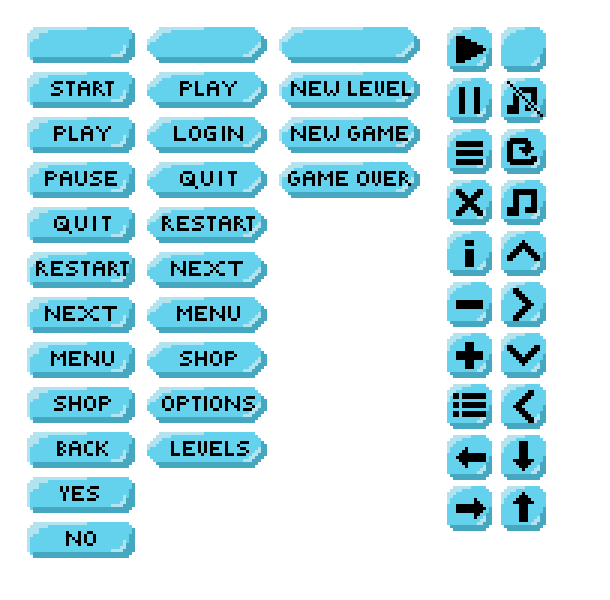 START PLAY NEW LEVEL
PLAY LOGIN NEW GAME
PAUSE QUIT GAME OVER
QUIT RESTART
RESTART NEXT
NEXT MENU
MENU SHOP
SHOP OPTIONS
BACK LEVELS
YES
NO